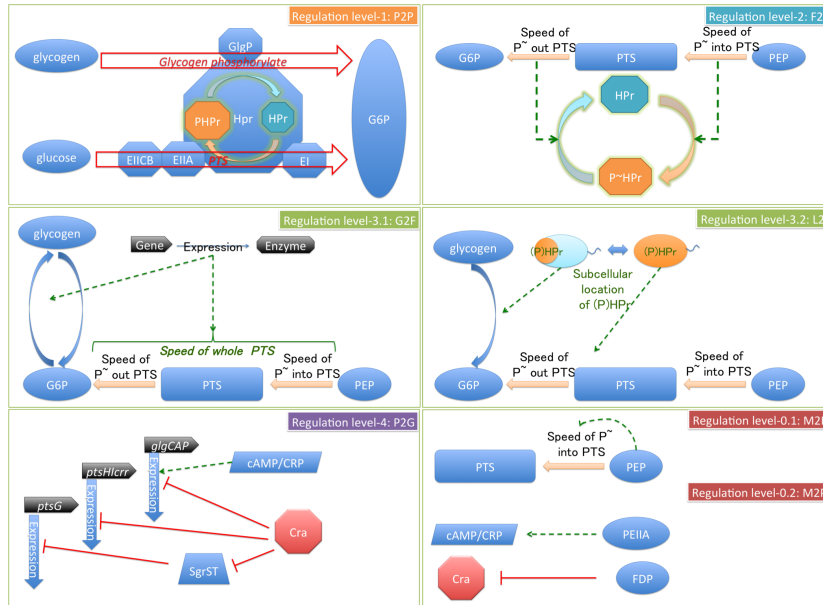 Regulation level-1: P2P
glycogen
GlgP
Glycogen phosphorylate
PHPr
Hpr
HPr
G6P
glucose
EIICB
EIIA
PTS
EI
Regulation level-2: F2
Speed of
P~ out PTS
Speed of
P~ into PTS
G6P
PTS
PEP
HPr
P~HPr
Regulation level-3.1: G2F
glycogen
Gene
Expression
Enzyme
Speed of whole PTS
Speed of
P~ out PTS
Speed of
P~ into PTS
G6P
PTS
PEP
Regulation level-3.2: L2
glycogen
(P)HPr
(P)HPr
Subcellular
location
of (P)HPr
Speed of
P~ out PTS
Speed of
P~ into PTS
G6P
PTS
PEP
Regulation level-4: P2G
glgCAP
Expression
cAMP/CRP
ptsHIcrr
Expression
ptsG
Expression
Cra
SgrST
Regulation level-0.1: M2
Speed of P~
into PTS
PTS
PEP
Regulation level-0.2: M2
cAMP/CRP
PEIIA
Cra
FDP